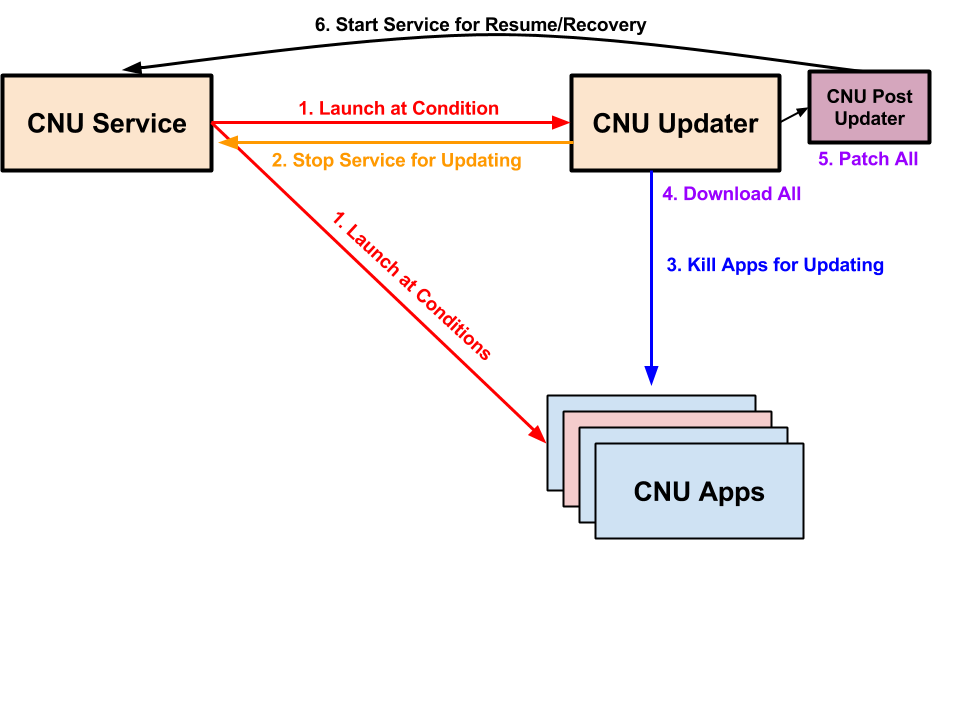 6. Start Service for Resume/Recovery
CNU Service
1. Launch at Condition
CNU Updater
CNU Post
Updater
2. Stop Service for Updating
5. Patch All
4. Download All
1. Launch at Conditions
3. Kill Apps for Updating
CNU Apps